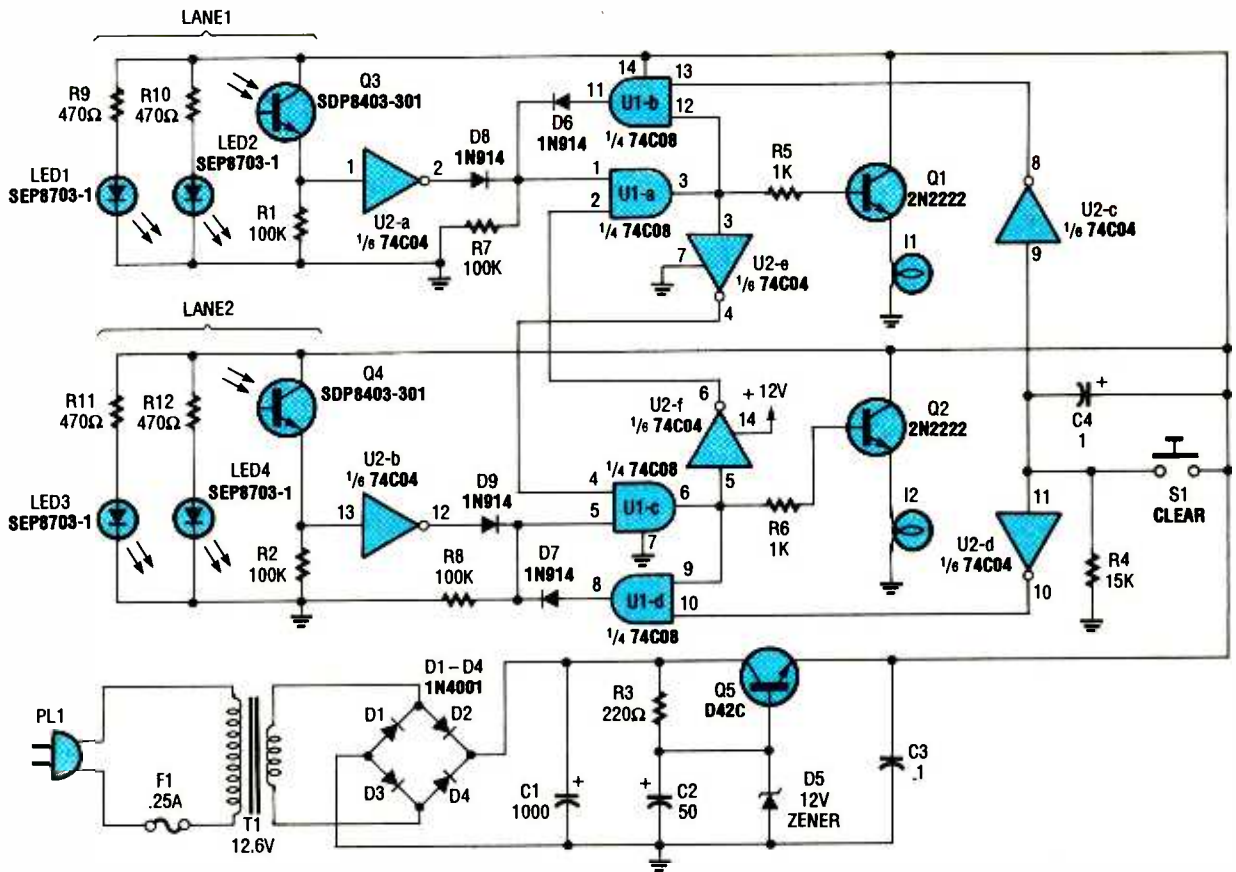 LANE1
R9
470Ω
R10
470Ω
Q3
SDP8403-301
LED2
SEP8703-1
LED1
SEP8703-1
R1
100K
1
2
U2-a
1/6 74C04
D8
1N914
R7
100K
D6
1N914
11
14
U1-b
13
12
1/4 74C08
1
2
U1-a
3
1/4 74C08
R5
1K
Q1
2N2222
I1
3
7
U2-e
1/6 74C04
4
8
U2-c
1/6 74C04
9
LANE2
R11
470Ω
R12
470Ω
Q4
SDP8403-301
LED4
SEP8703-1
LED3
SEP8703-1
R2
100K
13
12
U2-b
1/6 74C04
D9
1N914
R8
100K
D7
1N914
6
U2-f
1/6 74C04
14
+ 12V
5
1/4 74C08
4
5
U1-c
6
7
R6
1K
Q2
2N2222
I2
8
U1-d
9
10
1/4 74C08
+
C4
1
S1
CLEAR
11
U2-d
1/6 74C04
10
R4
15K
PL1
F1
.25A
T1
12.6V
D1–D4
1N4001
D1
D2
D3
D4
C1
1000
+
R3
220Ω
+
C2
50
Q5
D42C
D5
12V
ZENER
C3
.1